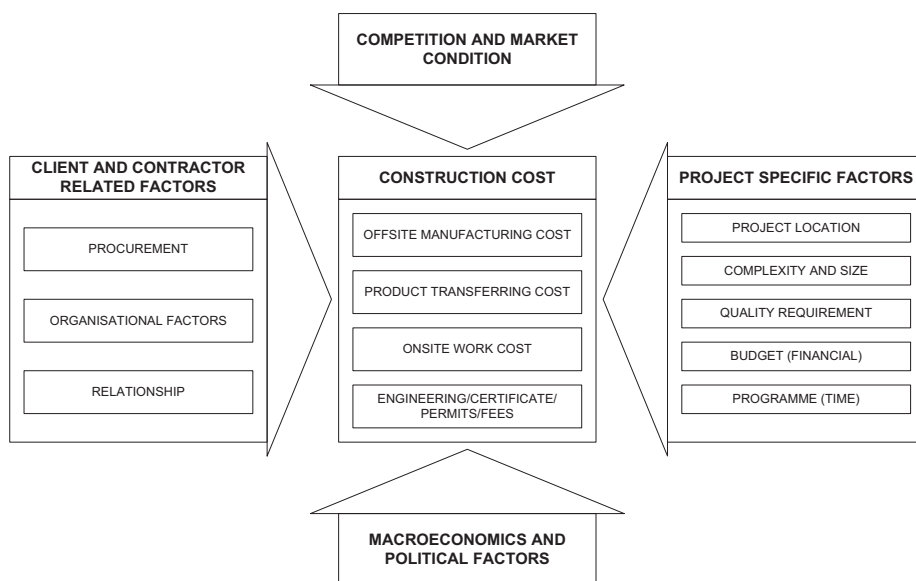 COMPETITION AND MARKET
CONDITION
CLIENT AND CONTRACTOR
RELATED FACTORS
PROCUREMENT
ORGANISATIONAL FACTORS
RELATIONSHIP
CONSTRUCTION COST
OFFSITE MANUFACTURING COST
PRODUCT TRANSFERRING COST
ONSITE WORK COST
ENGINEERING/CERTIFICATE/
PERMITS/FEES
PROJECT SPECIFIC FACTORS
PROJECT LOCATION
COMPLEXITY AND SIZE
QUALITY REQUIREMENT
BUDGET (FINANCIAL)
PROGRAMME (TIME)
MACROECONOMICS AND
POLITICAL FACTORS